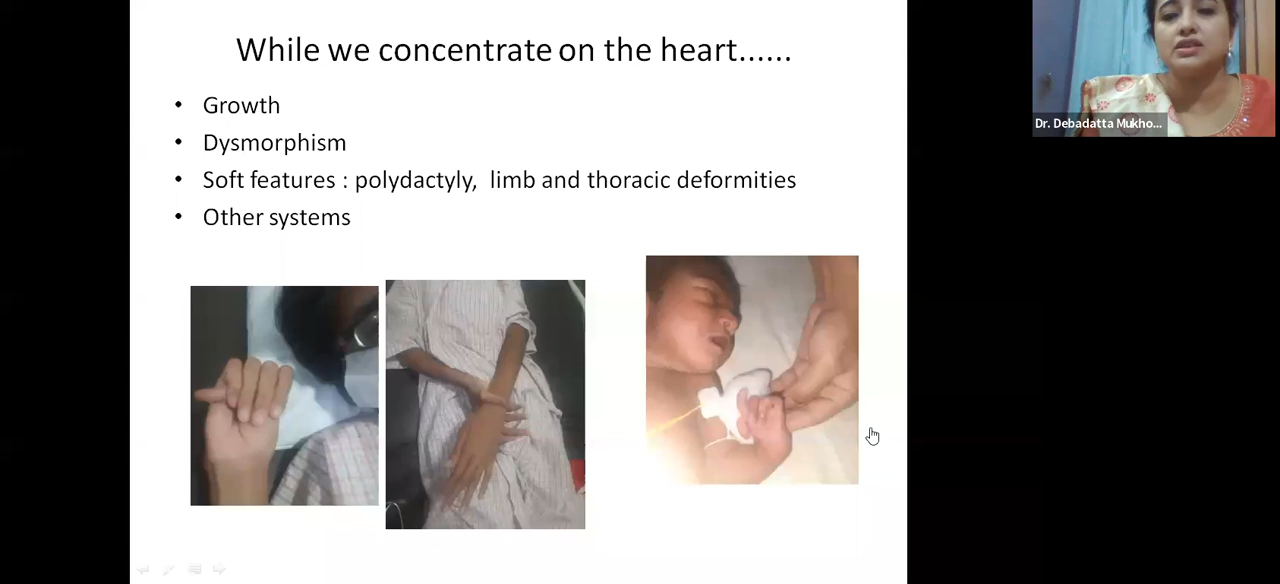 While we concentrate on the heart......
• Growth
• Dysmorphism
• Soft features : polydactyly, limb and thoracic deformities
• Other systems
Dr. Debadatta Mukho...